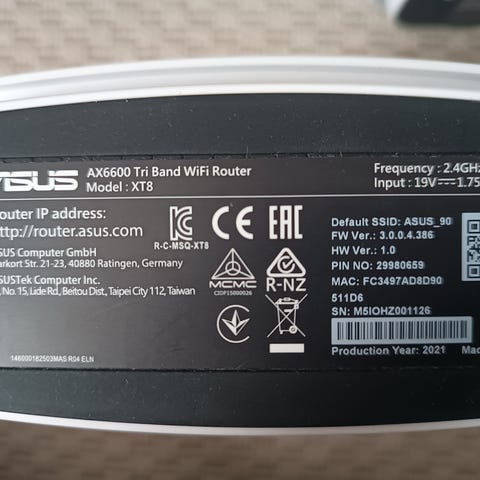 ASUS
AX6600 Tri Band WiFi Router
Model : XT8
Frequency : 2.4GHz
Input : 19V⎓1.75
outer IP address:
http://router.asus.com
SUS Computer GmbH
arkort Str. 21-23, 40880 Ratingen, Germany
SUSTek Computer Inc.
No. 15, Lide Rd., Beitou Dist., Taipei City 112, Taiwan
R-C-MSQ-XT8
CE
EAC
MCMC
CIDF15000026
R-NZ
Default SSID: ASUS_90
FW Ver.: 3.0.0.4.386
HW Ver.: 1.0
PIN NO: 29980659
MAC: FC3497AD8D90
511D6
SN: M5IOHZ001126
Production Year: 2021
Mad
146000182503MAS R04 ELN